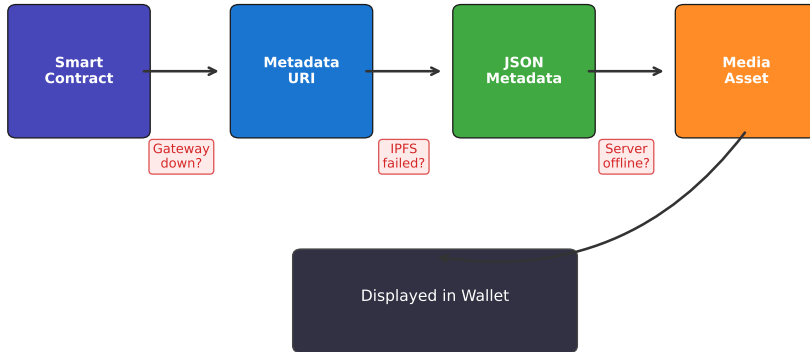 Smart
Contract
Metadata
URI
JSON
Metadata
Media
Asset
Gateway
down?
IPFS
failed?
Server
offline?
Displayed in Wallet